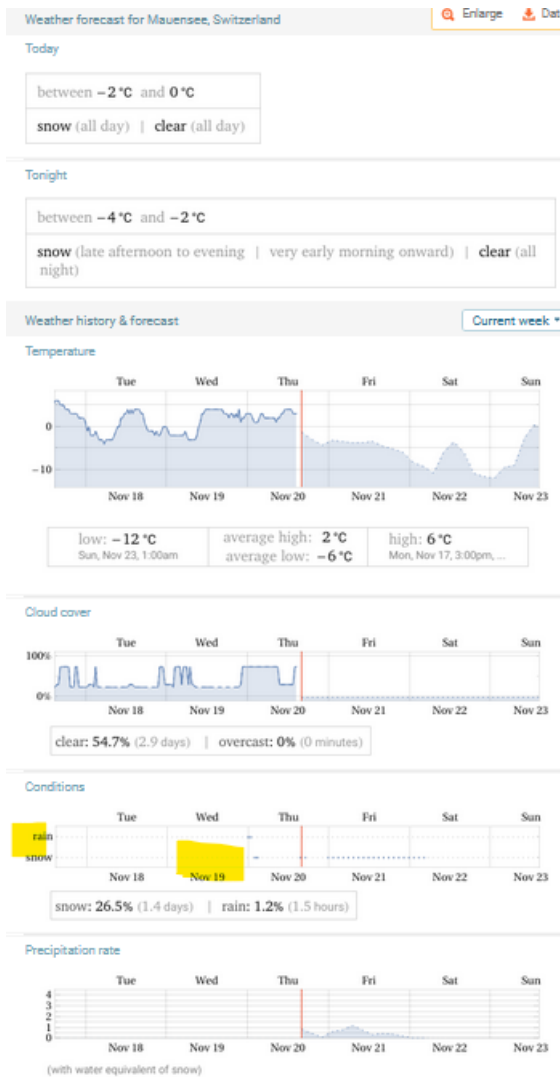 Weather forecast for Mauensee, Switzerland
Enlarge Dat
Today
between −2 °C and 0 °C
snow (all day) | clear (all day)
Tonight
between −4 °C and −2 °C
snow (late afternoon to evening | very early morning onward) | clear (all
night)
Weather history & forecast
Current week
Temperature
Tue Wed Thu Fri Sat Sun
0
−10
Nov 18 Nov 19 Nov 20 Nov 21 Nov 22 Nov 23
low: −12 °C average high: 2 °C high: 6 °C
Sun, Nov 23, 1:00am average low: −6 °C Mon, Nov 17, 3:00pm, ...
Cloud cover
Tue Wed Thu Fri Sat Sun
100%
0%
Nov 18 Nov 19 Nov 20 Nov 21 Nov 22 Nov 23
clear: 54.7% (2.9 days) | overcast: 0% (0 minutes)
Conditions
Tue Wed Thu Fri Sat Sun
rain
snow
Nov 18 Nov 19 Nov 20 Nov 21 Nov 22 Nov 23
snow: 26.5% (1.4 days) | rain: 1.2% (1.5 hours)
Precipitation rate
Tue Wed Thu Fri Sat Sun
4
3
2
1
0
Nov 18 Nov 19 Nov 20 Nov 21 Nov 22 Nov 23
(with water equivalent of snow)